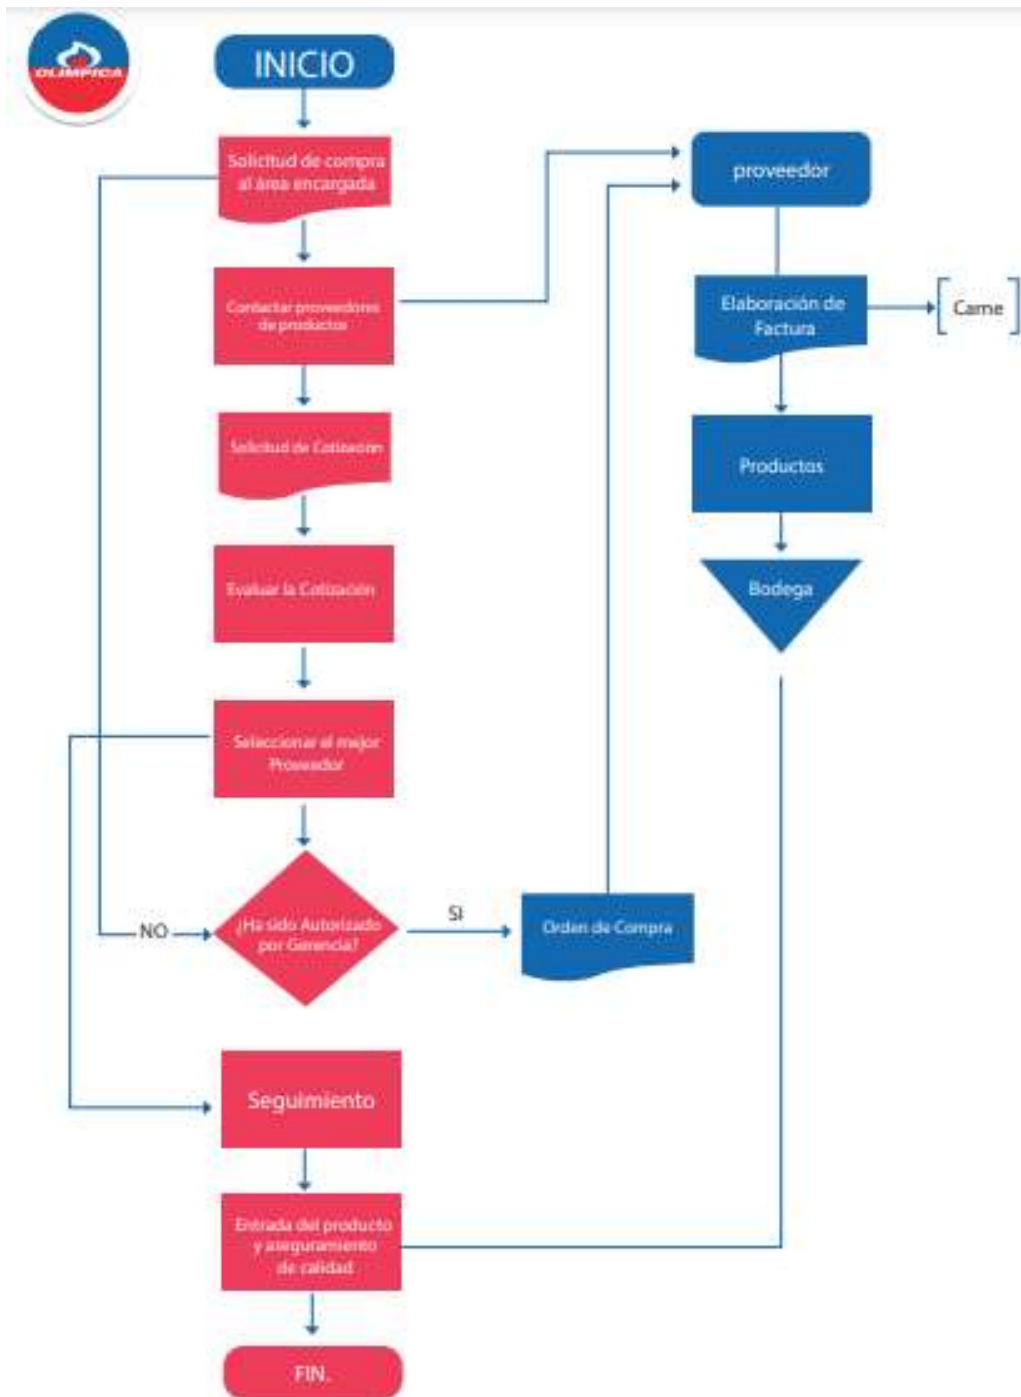 OLIMPICA
INICIO
Solicitud de compra
al área encargada
Contactar proveedores
de productos
Solicitud de Cotización
Evaluar la Cotización
Seleccionar el mejor
Proveedor
¿Ha sido Autorizado
por Gerencia?
NO
SI
Orden de Compra
Seguimiento
Entrada del producto
y aseguramiento
de calidad
FIN.
proveedor
Elaboración de
Factura
Carne
Productos
Bodega